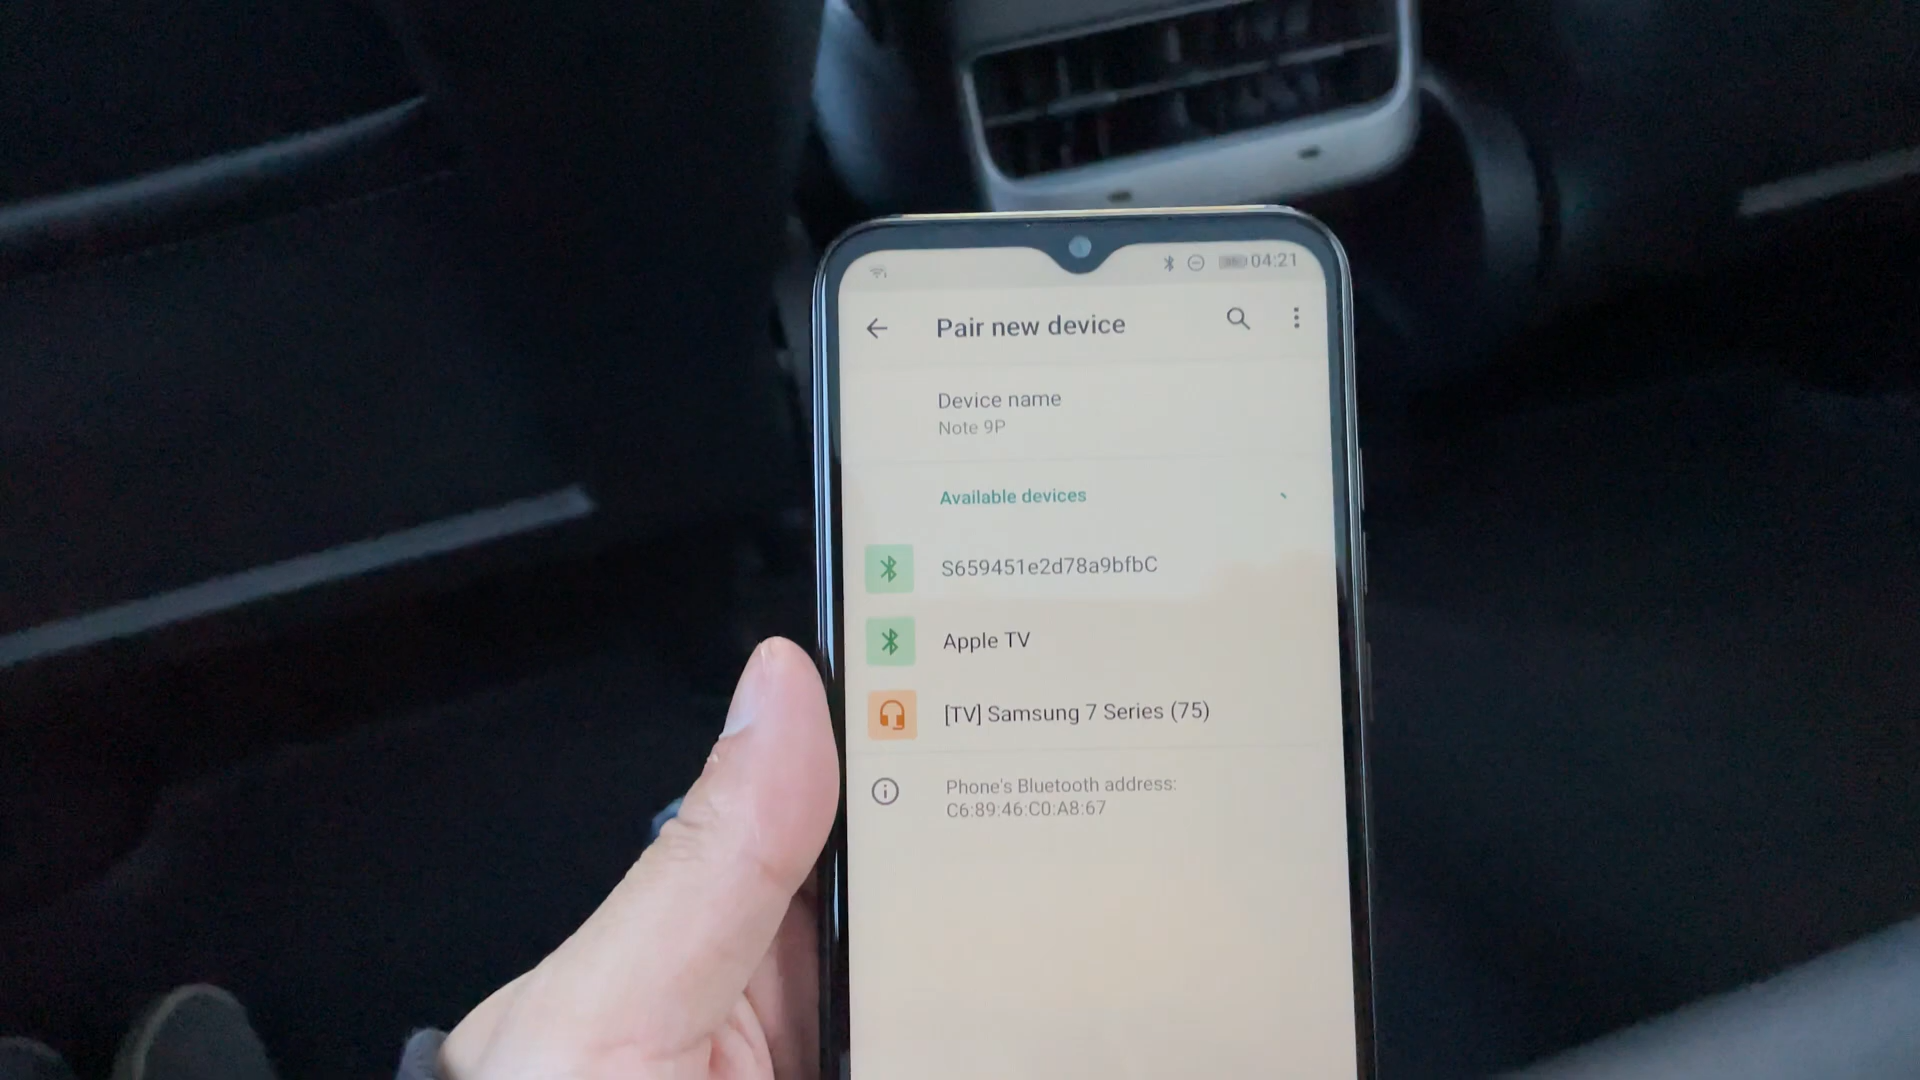 04:21
Pair new device
Device name
Note 9P
Available devices
S659451e2d78a9bfbC
Apple TV
[TV] Samsung 7 Series (75)
Phone's Bluetooth address:
C6:89:46:C0:A8:67